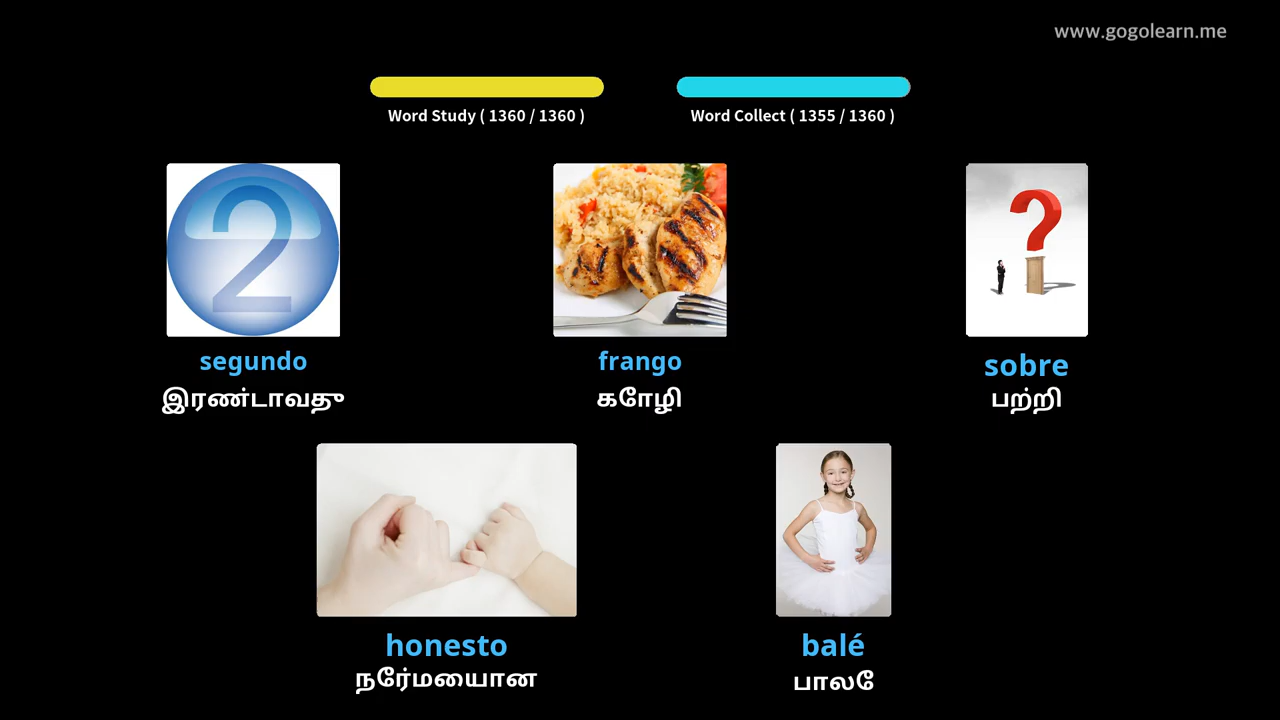 www.gogolearn.me
Word Study ( 1360 / 1360 )
Word Collect ( 1355 / 1360 )
2
?
segundo
frango
sobre
இரண்டாவது
கோழி
பற்றி
honesto
balé
நேர்மையான
பாலே